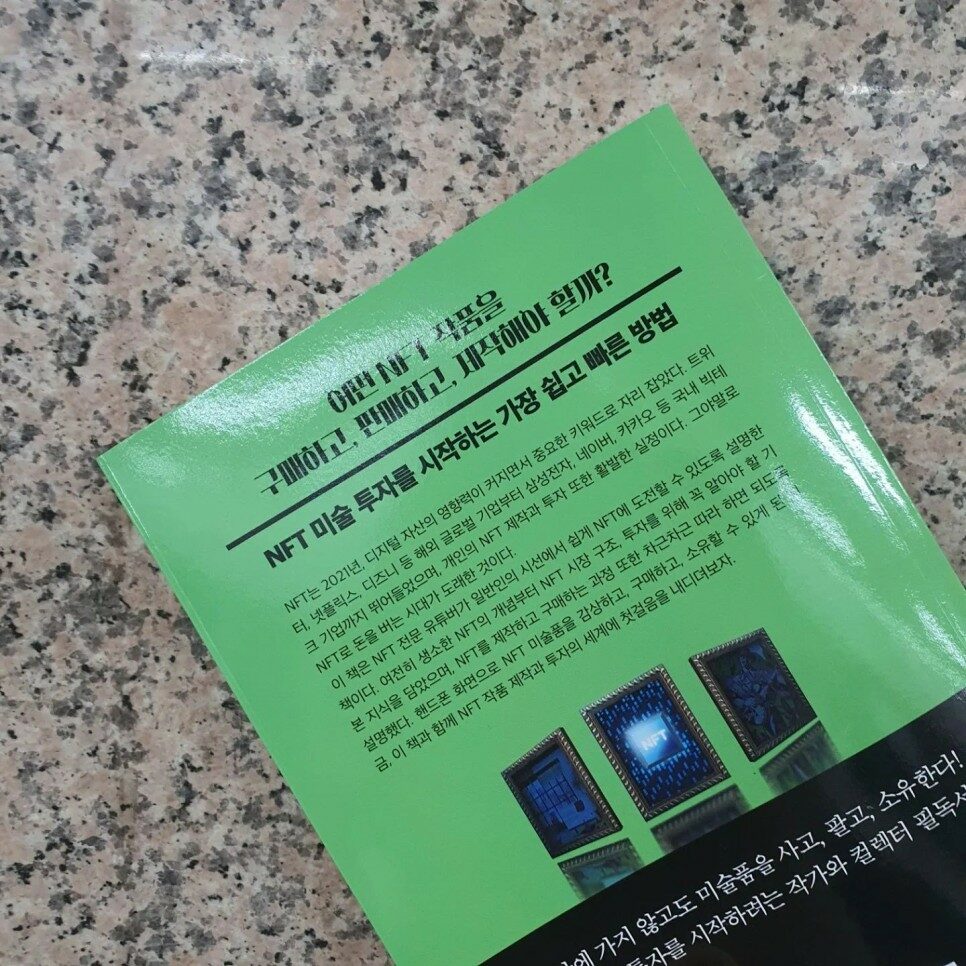 어떤 NFT 작품을
구매하고, 판매하고, 제작해야 할까?
NFT 미술 투자를 시작하는 가장 쉽고 빠른 방법
NFT는 2021년, 디지털 자산의 영향력이 커지면서 중요한 키워드로 자리 잡았다. 트위
터, 넷플릭스, 디즈니 등 해외 글로벌 기업부터 삼성전자, 네이버, 카카오 등 국내 빅테
크 기업까지 뛰어들었으며, 개인의 NFT 제작과 투자 또한 활발한 실정이다. 그야말로
NFT로 돈을 버는 시대가 도래한 것이다.
이 책은 NFT 전문 유튜버가 일반인의 시선에서 쉽게 NFT에 도전할 수 있도록 설명한
책이다. 여전히 생소한 NFT의 개념부터 NFT 시장 구조, 투자를 위해 꼭 알아야 할 기
본 지식을 담았으며, NFT를 제작하고 구매하는 과정 또한 차근차근 따라 하면 되도록
설명했다. 핸드폰 화면으로 NFT 미술품을 감상하고, 구매하고, 소유할 수 있게 된 지
금, 이 책과 함께 NFT 작품 제작과 투자의 세계에 첫걸음을 내디뎌보자.
NFT
가지 않고도 미술품을 사고, 팔고, 소유한다!
투자를 시작하려는 작가와 컬렉터 필독서